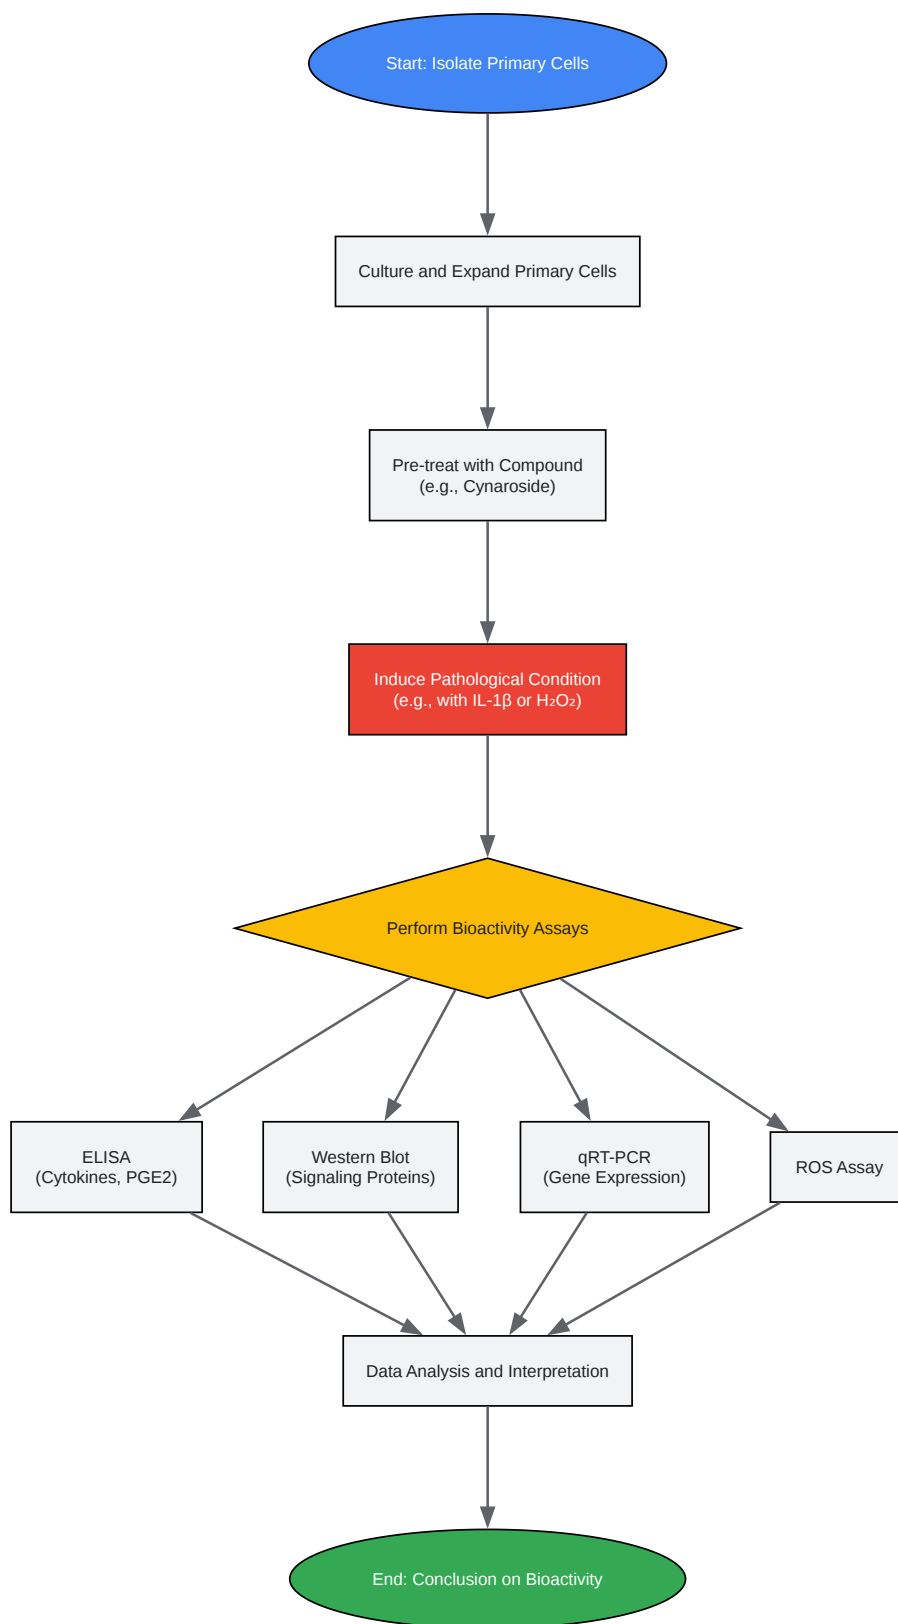 Start: Isolate Primary Cells
Culture and Expand Primary Cells
Pre-treat with Compound
(e.g., Cynaroside)
Induce Pathological Condition
(e.g., with IL-1β or H₂O₂)
Perform Bioactivity Assays
ELISA
(Cytokines, PGE2)
Western Blot
(Signaling Proteins)
qRT-PCR
(Gene Expression)
ROS Assay
Data Analysis and Interpretation
End: Conclusion on Bioactivity